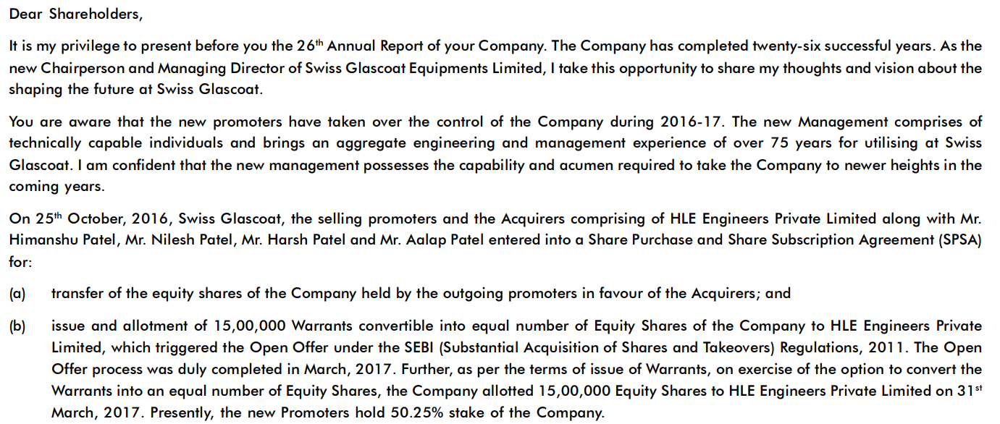 Dear Shareholders,
It is my privilege to present before you the 26th Annual Report of your Company. The Company has completed twenty-six successful years. As the
new Chairperson and Managing Director of Swiss Glascoat Equipments Limited, I take this opportunity to share my thoughts and vision about the
shaping the future at Swiss Glascoat.
You are aware that the new promoters have taken over the control of the Company during 2016-17. The new Management comprises of
technically capable individuals and brings an aggregate engineering and management experience of over 75 years for utilising at Swiss
Glascoat. I am confident that the new management possesses the capability and acumen required to take the Company to newer heights in the
coming years.
On 25th October, 2016, Swiss Glascoat, the selling promoters and the Acquirers comprising of HLE Engineers Private Limited along with Mr.
Himanshu Patel, Mr. Nilesh Patel, Mr. Harsh Patel and Mr. Aalap Patel entered into a Share Purchase and Share Subscription Agreement (SPSA)
for:
(a) transfer of the equity shares of the Company held by the outgoing promoters in favour of the Acquirers; and
(b) issue and allotment of 15,00,000 Warrants convertible into equal number of Equity Shares of the Company to HLE Engineers Private
Limited, which triggered the Open Offer under the SEBI (Substantial Acquisition of Shares and Takeovers) Regulations, 2011. The Open
Offer process was duly completed in March, 2017. Further, as per the terms of issue of Warrants, on exercise of the option to convert the
Warrants into an equal number of Equity Shares, the Company allotted 15,00,000 Equity Shares to HLE Engineers Private Limited on 31st
March, 2017. Presently, the new Promoters hold 50.25% stake of the Company.